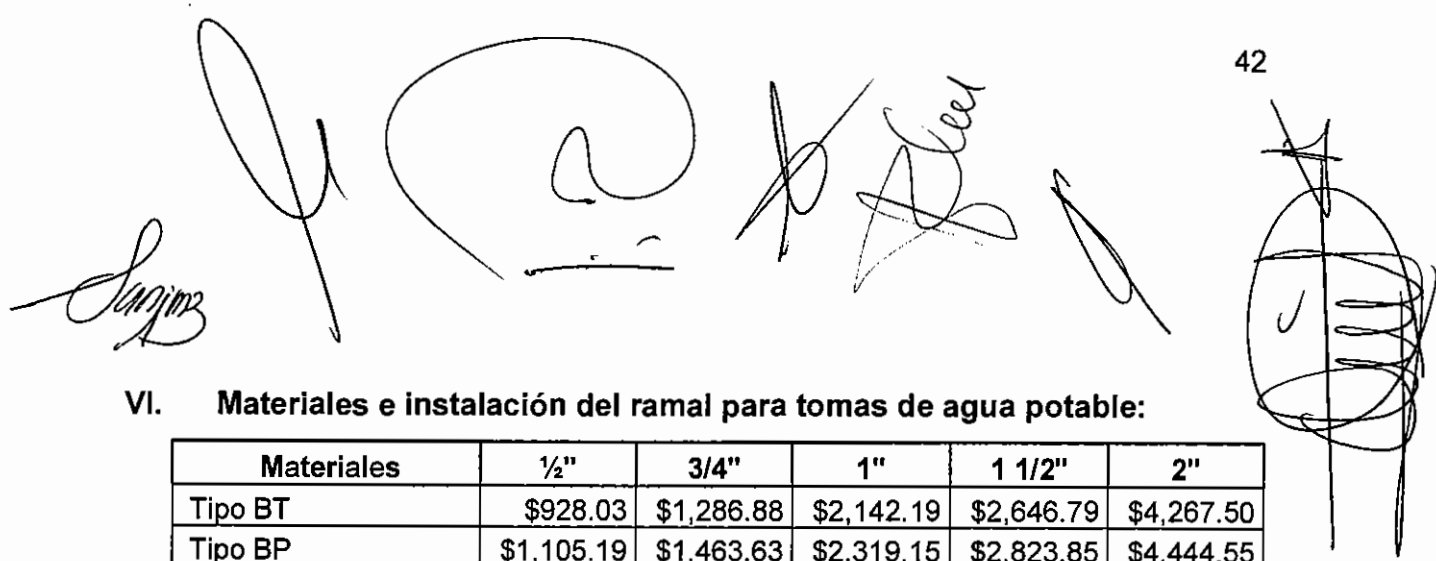 42
VI. Materiales e instalación del ramal para tomas de agua potable:
Materiales ½" 3/4" 1" 1 1/2" 2"
Tipo BT $928.03 $1,286.88 $2,142.19 $2,646.79 $4,267.50
Tipo BP $1,105.19 $1,463.63 $2,319.15 $2,823.85 $4,444.55